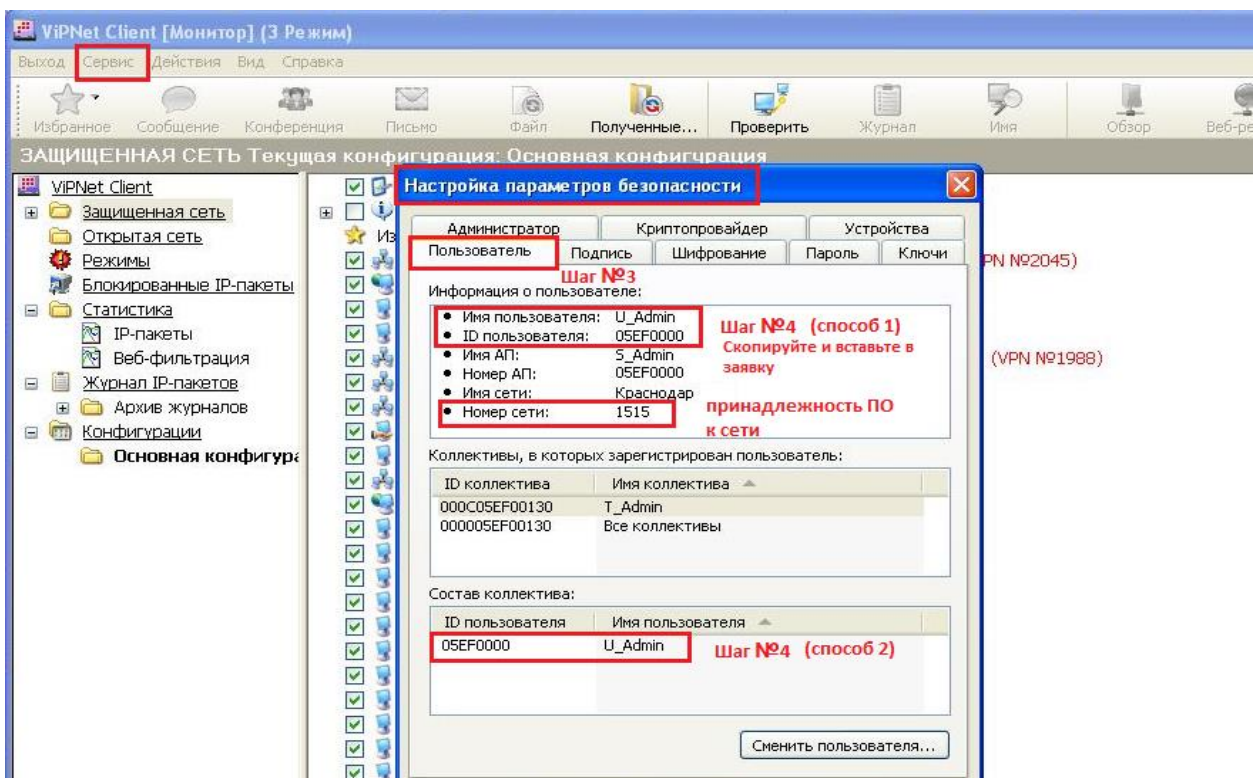 ViPNet Client [Монитор] (3 Режим)
Выход Сервис Действия Вид Справка
Избранное Сообщение Конференция Письмо Файл Полученные... Проверить Журнал Имя Обзор Веб-ре
ЗАЩИЩЕННАЯ СЕТЬ Текущая конфигурация: Основная конфигурация
ViPNet Client
Защищенная сеть
Открытая сеть
Режимы
Блокированные IP-пакеты
Статистика
IP-пакеты
Веб-фильтрация
Журнал IP-пакетов
Архив журналов
Конфигурации
Основная конфигура
Из
PN №2045)
(VPN №1988)
Настройка параметров безопасности
Администратор Криптопровайдер Устройства
Пользователь Подпись Шифрование Пароль Ключи
Шаг №3
Информация о пользователе:
Имя пользователя: U_Admin
ID пользователя: 05EF0000
Имя АП: S_Admin
Номер АП: 05EF0000
Имя сети: Краснодар
Номер сети: 1515
Шаг №4 (способ 1)
Скопируйте и вставьте в
заявку
принадлежность ПО
к сети
Коллективы, в которых зарегистрирован пользователь:
ID коллектива Имя коллектива
000C05EF00130 T_Admin
000005EF00130 Все коллективы
Состав коллектива:
ID пользователя Имя пользователя
05EF0000 U_Admin
Шаг №4 (способ 2)
Сменить пользователя...